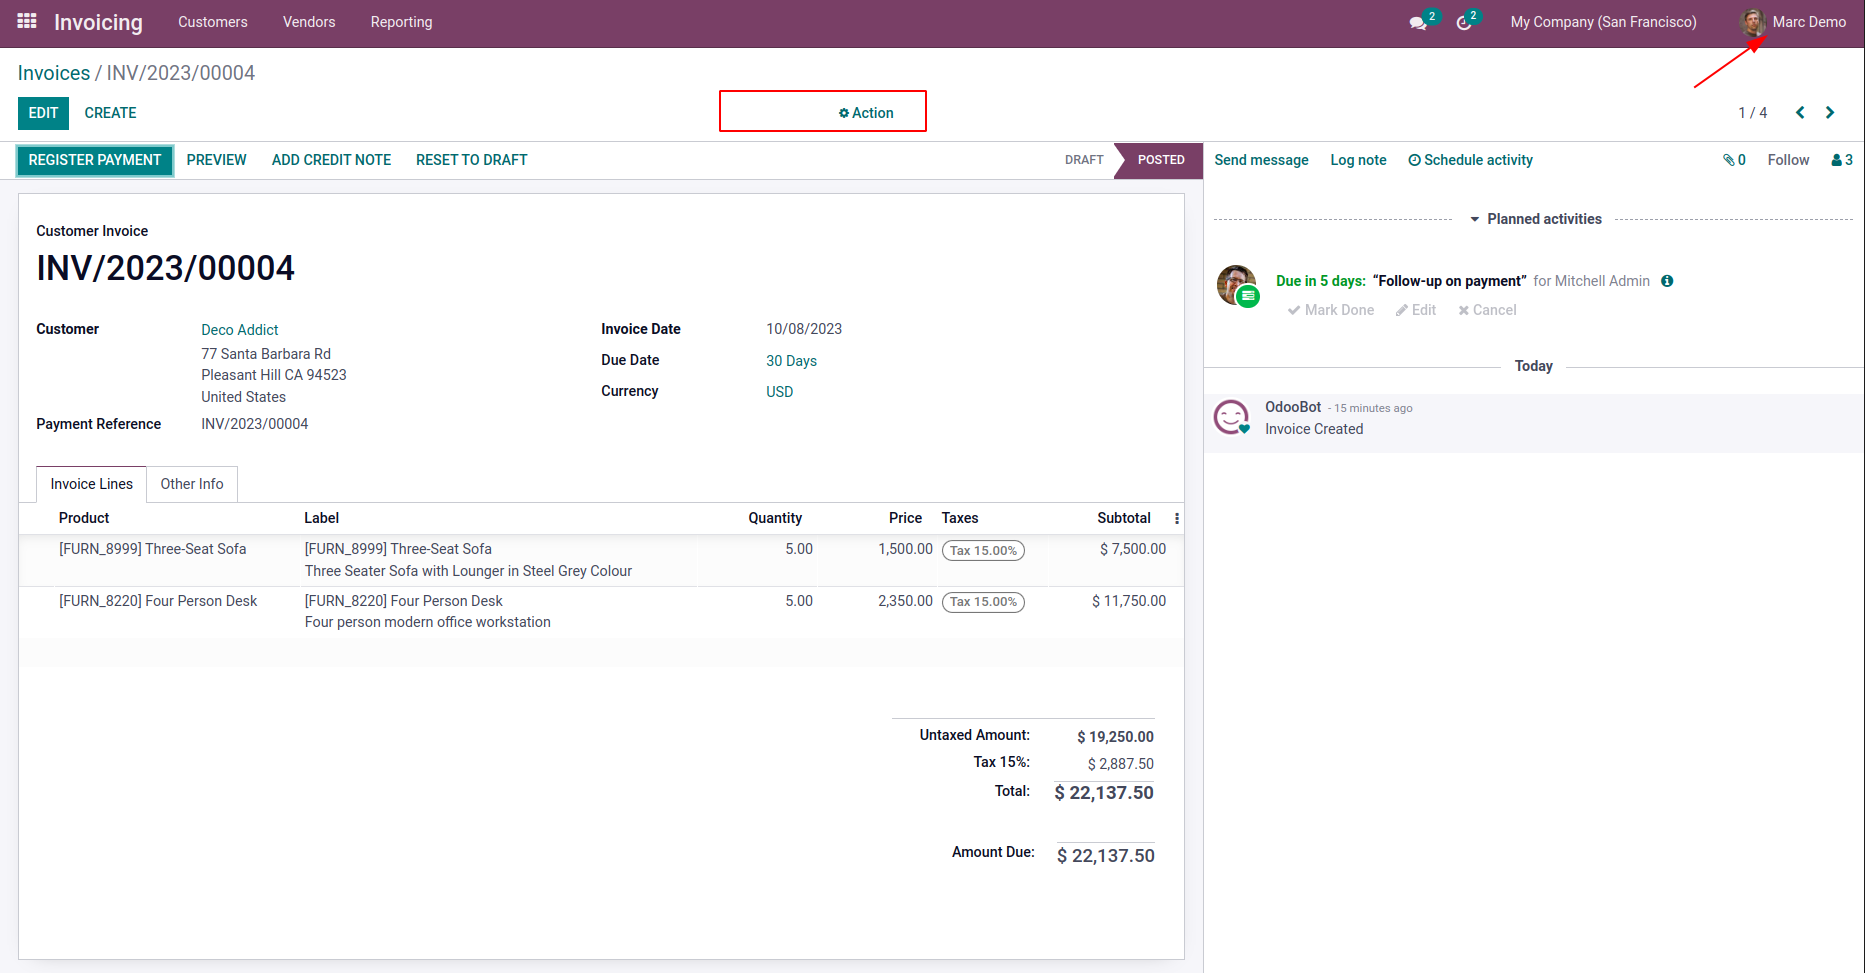 Invoicing Customers Vendors Reporting 2 2 My Company (San Francisco) Marc Demo
Invoices / INV/2023/00004
EDIT CREATE Action 1 / 4
REGISTER PAYMENT PREVIEW ADD CREDIT NOTE RESET TO DRAFT DRAFT POSTED
Send message Log note Schedule activity 0 Follow 3
Customer Invoice
INV/2023/00004
Customer Deco Addict
77 Santa Barbara Rd
Pleasant Hill CA 94523
United States
Payment Reference INV/2023/00004
Invoice Date 10/08/2023
Due Date 30 Days
Currency USD
Invoice Lines Other Info
Product Label Quantity Price Taxes Subtotal
[FURN_8999] Three-Seat Sofa [FURN_8999] Three-Seat Sofa 5.00 1,500.00 Tax 15.00% $ 7,500.00
Three Seater Sofa with Lounger in Steel Grey Colour
[FURN_8220] Four Person Desk [FURN_8220] Four Person Desk 5.00 2,350.00 Tax 15.00% $ 11,750.00
Four person modern office workstation
Untaxed Amount: $ 19,250.00
Tax 15%: $ 2,887.50
Total: $ 22,137.50
Amount Due: $ 22,137.50
Planned activities
Due in 5 days: “Follow-up on payment” for Mitchell Admin
Mark Done Edit Cancel
Today
OdooBot - 15 minutes ago
Invoice Created